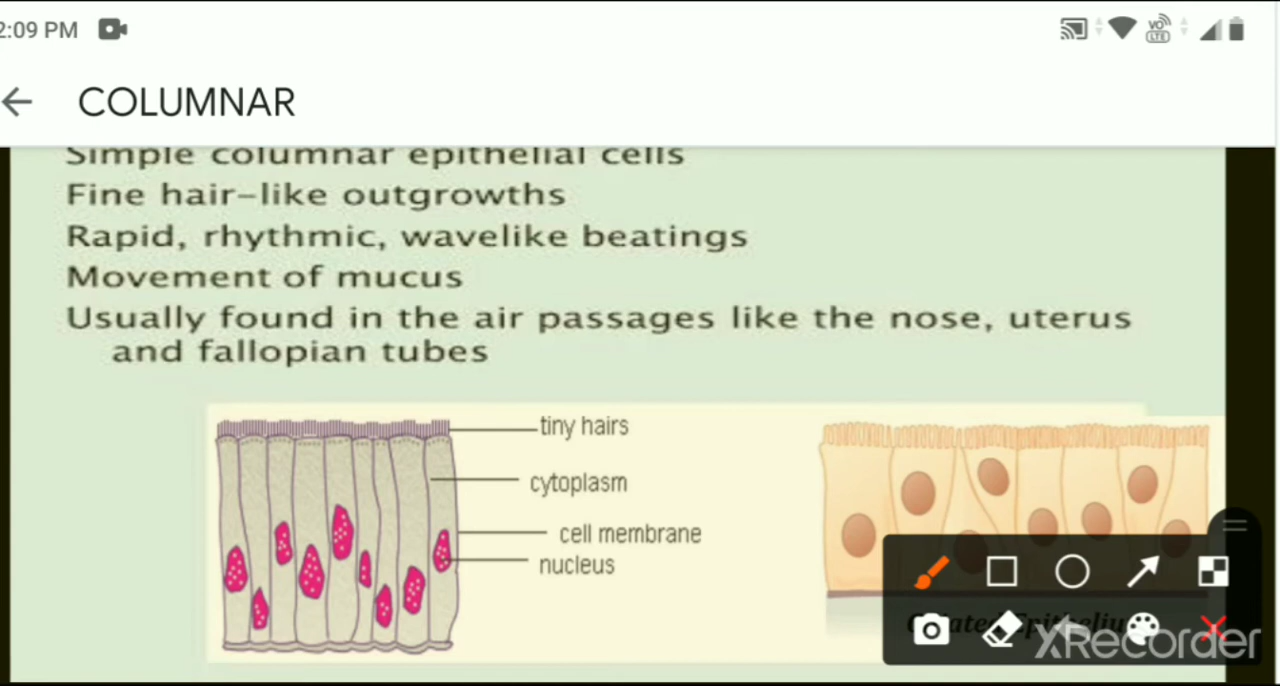 2:09 PM
VO
LTE
COLUMNAR
Simple columnar epithelial cells
Fine hair-like outgrowths
Rapid, rhythmic, wavelike beatings
Movement of mucus
Usually found in the air passages like the nose, uterus
and fallopian tubes
tiny hairs
cytoplasm
cell membrane
nucleus
XRecorder